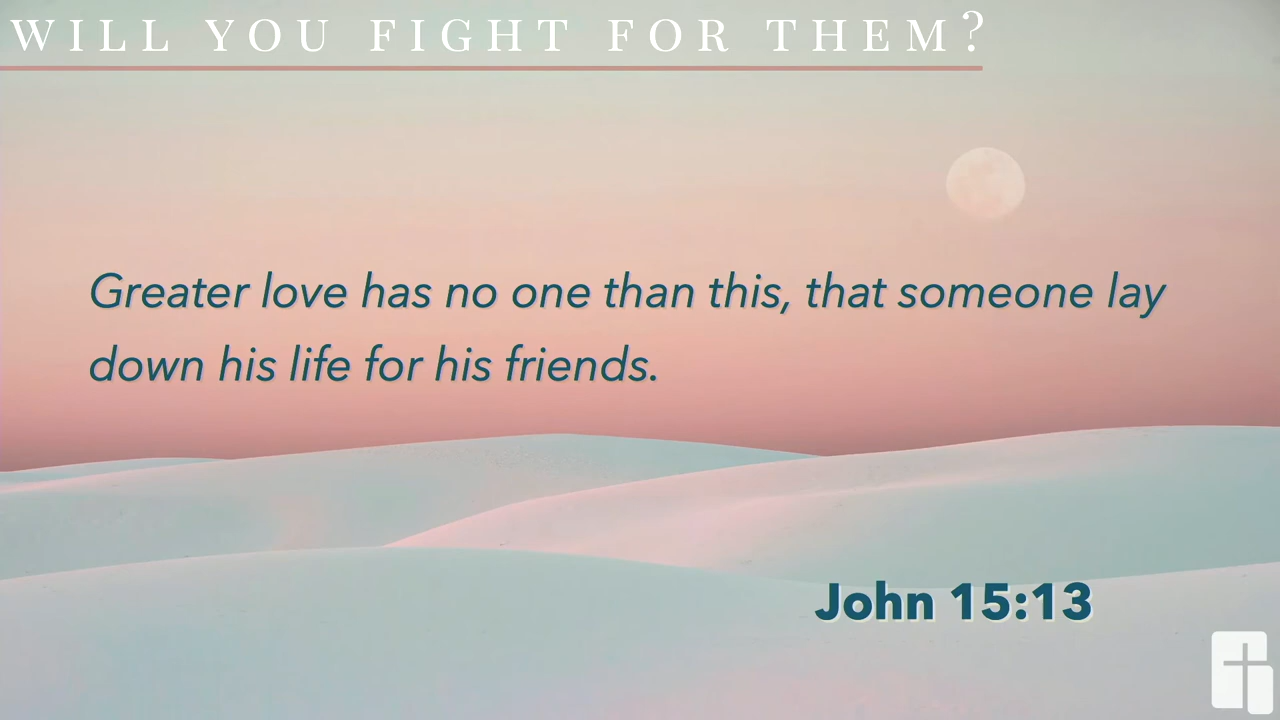 WILL YOU FIGHT FOR THEM?
Greater love has no one than this, that someone lay
down his life for his friends.
John 15:13